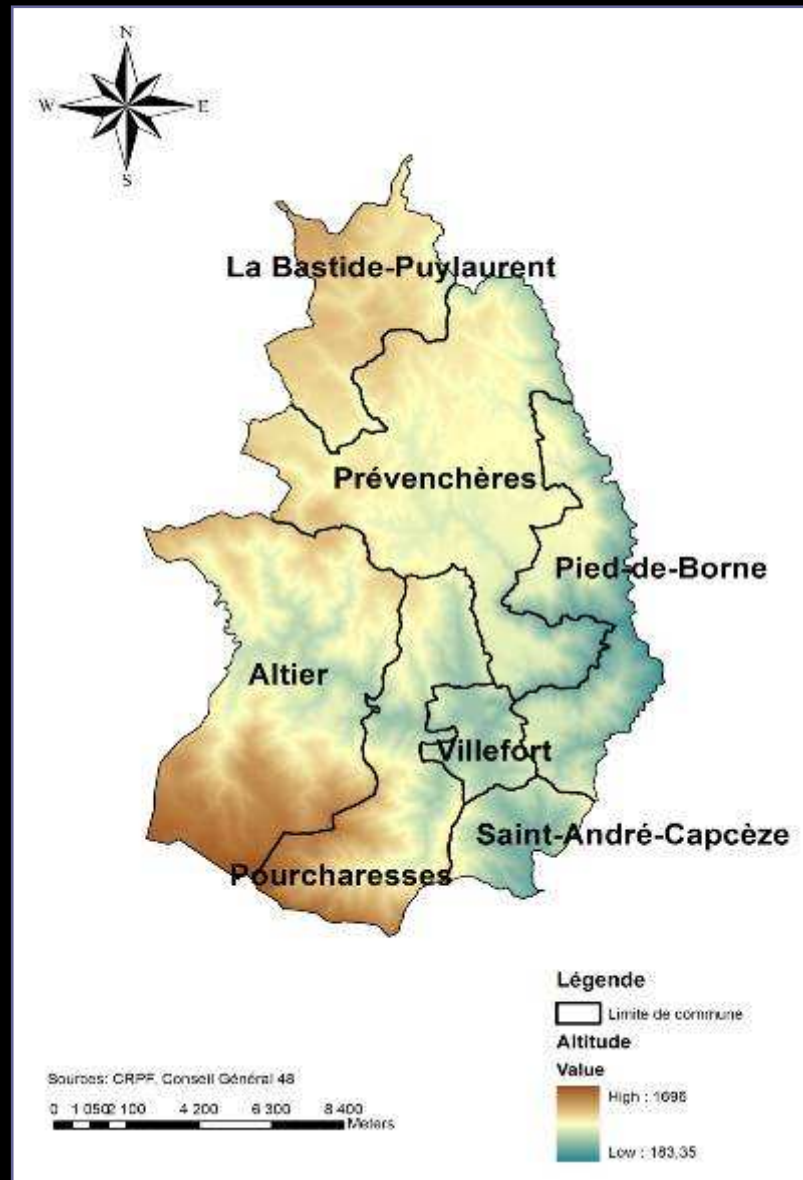 N
W E
S
La Bastide-Puylaurent
Prévenchères
Pied-de-Borne
Altier
Villefort
Saint-André-Capcèze
Pourcharesses
Légende
Limite de commune
Altitude
Value
High : 1696
Low : 183,35
Sources: CRPF, Conseil Général 48
0 1 050 2 100 4 200 6 300 8 400
Meters